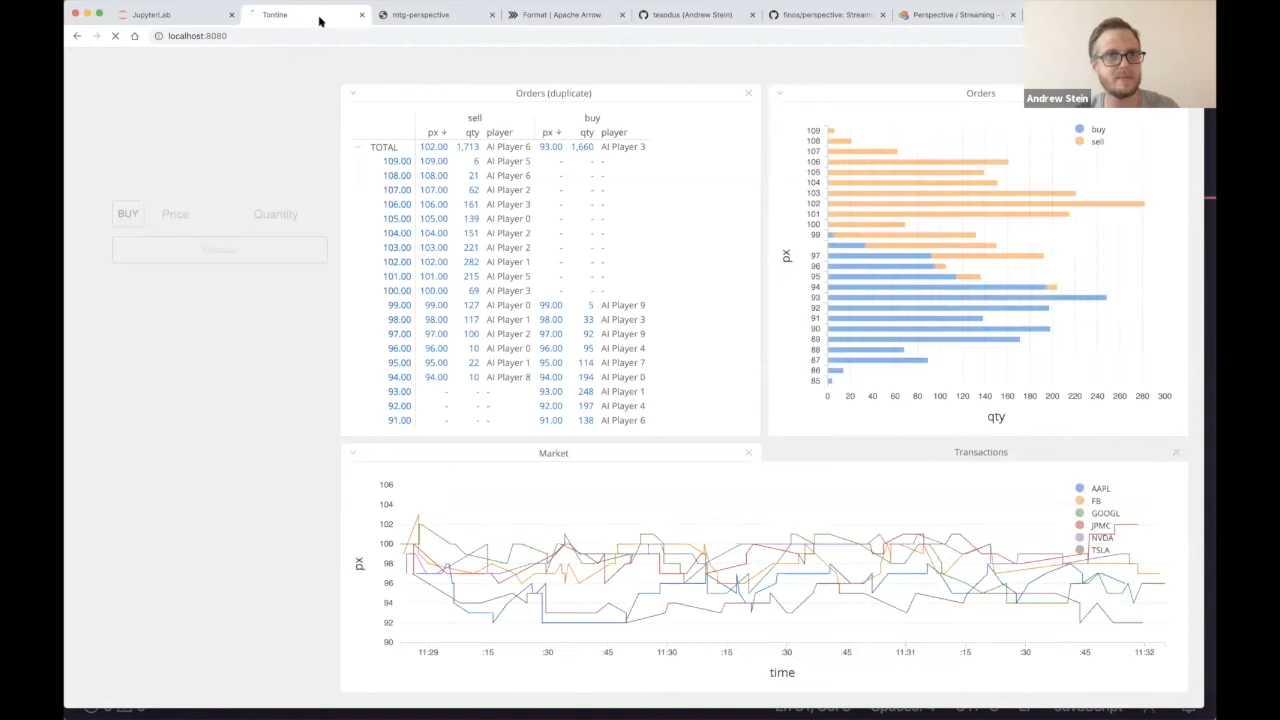 JupyterLab
Tontine
mtg-perspective
Format | Apache Arrow
texodus (Andrew Stein)
finos/perspective: Streami
Perspective / Streaming -
localhost:8080
Andrew Stein
BUY Price Quantity
Orders (duplicate)
sell buy
px ↓ qty player px ↓ qty player
TOTAL 102.00 1,713 AI Player 6 93.00 1,660 AI Player 3
109.00 109.00 6 AI Player 5 - - -
108.00 108.00 21 AI Player 6 - - -
107.00 107.00 62 AI Player 2 - - -
106.00 106.00 161 AI Player 3 - - -
105.00 105.00 139 AI Player 0 - - -
104.00 104.00 151 AI Player 2 - - -
103.00 103.00 221 AI Player 2 - - -
102.00 102.00 282 AI Player 1 - - -
101.00 101.00 215 AI Player 5 - - -
100.00 100.00 69 AI Player 3 - - -
99.00 99.00 127 AI Player 0 99.00 5 AI Player 9
98.00 98.00 117 AI Player 1 98.00 33 AI Player 3
97.00 97.00 100 AI Player 2 97.00 92 AI Player 9
96.00 96.00 10 AI Player 0 96.00 95 AI Player 4
95.00 95.00 22 AI Player 1 95.00 114 AI Player 7
94.00 94.00 10 AI Player 8 94.00 194 AI Player 0
93.00 - - - 93.00 248 AI Player 1
92.00 - - - 92.00 197 AI Player 4
91.00 - - - 91.00 138 AI Player 6
Orders
buy
sell
109
108
107
106
105
104
103
102
101
100
99
97
96
95
94
93
92
91
90
89
88
87
86
85
px
0 20 40 60 80 100 120 140 160 180 200 220 240 260 280 300
qty
Market
Transactions
AAPL
FB
GOOGL
JPMC
NVDA
TSLA
106
104
102
100
98
96
94
92
90
px
11:29 :15 :30 :45 11:30 :15 :30 :45 11:31 :15 :30 :45 11:32
time